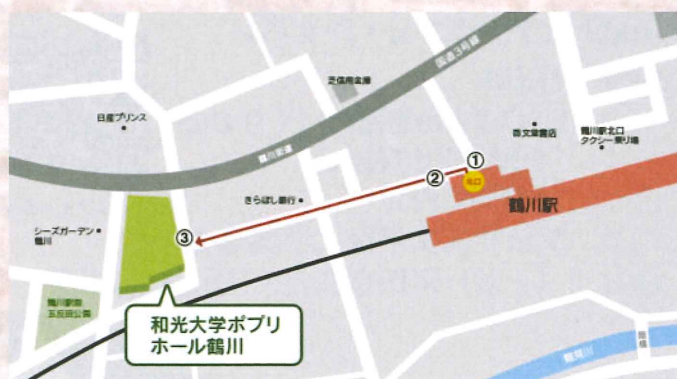 国道3号線
芝信用金庫
日産プリンス
鶴川街道
①
②
北口
香文堂書店
鶴川駅北口
タクシー乗り場
鶴川駅
きらぼし銀行
③
シーズガーデン
鶴川
鶴川駅前
五反田公園
和光大学ポプリ
ホール鶴川
鶴見川